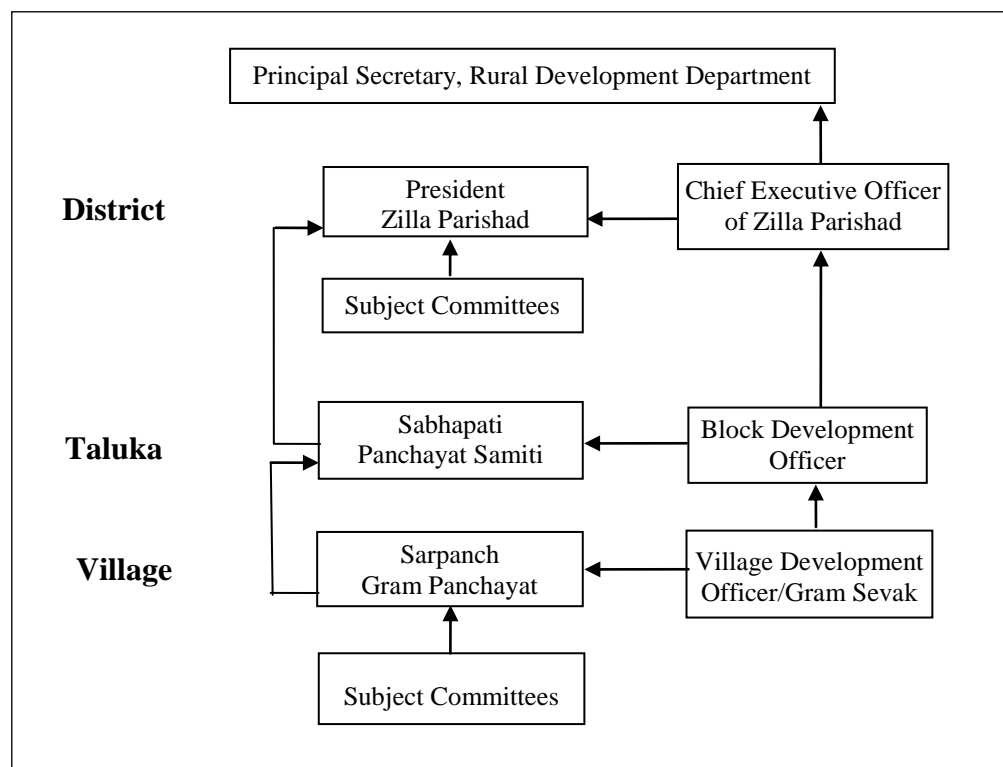 Principal Secretary, Rural Development Department
District
President
Zilla Parishad
Chief Executive Officer
of Zilla Parishad
Subject Committees
Taluka
Sabhapati
Panchayat Samiti
Block Development
Officer
Village
Sarpanch
Gram Panchayat
Village Development
Officer/Gram Sevak
Subject Committees